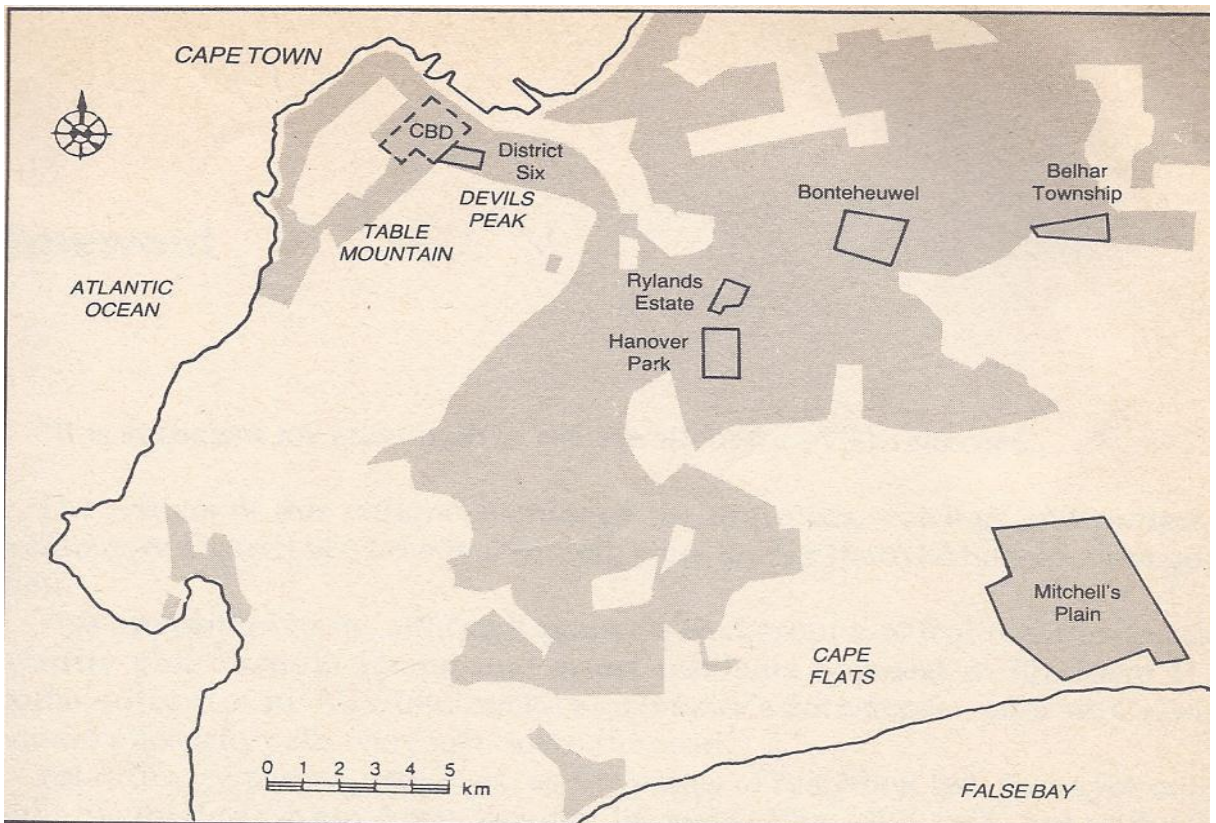 CAPE TOWN
CBD
District
Six
DEVILS
PEAK
TABLE
MOUNTAIN
ATLANTIC
OCEAN
Bonteheuwel
Belhar
Township
Rylands
Estate
Hanover
Park
Mitchell's
Plain
CAPE
FLATS
0 1 2 3 4 5
km
FALSE BAY